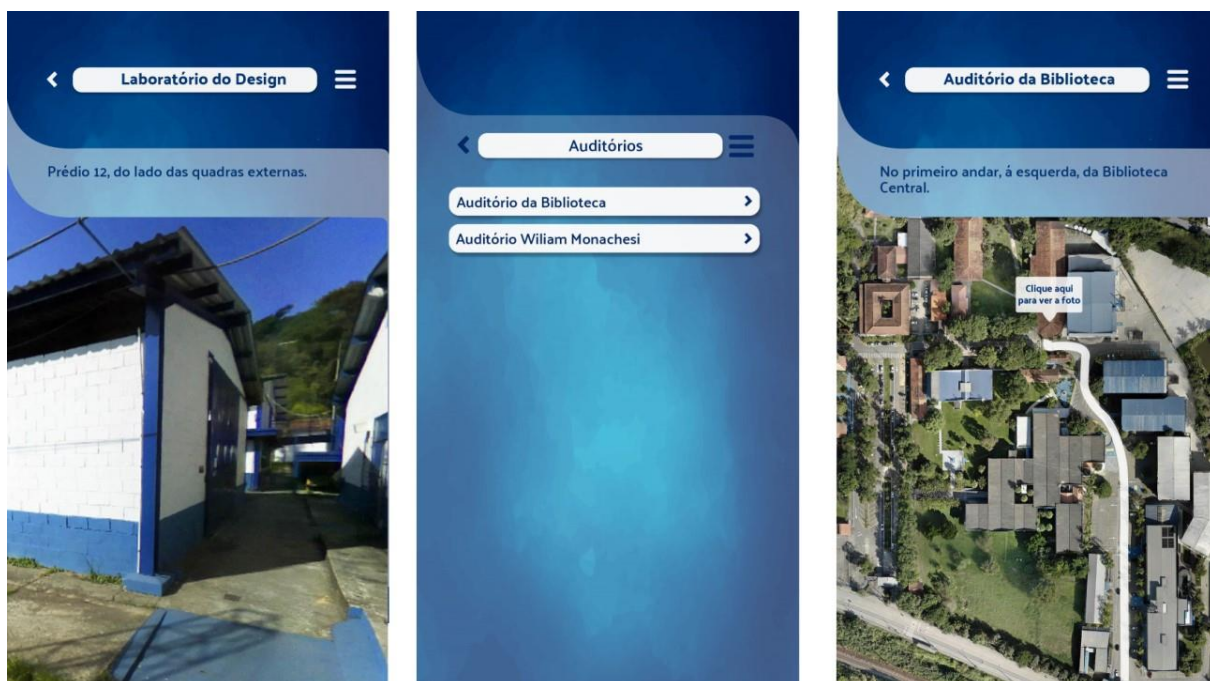 Laboratório do Design
Prédio 12, do lado das quadras externas.
Auditórios
Auditório da Biblioteca
Auditório Wiliam Monachesi
Auditório da Biblioteca
No primeiro andar, á esquerda, da Biblioteca
Central.
Clique aqui
para ver a foto